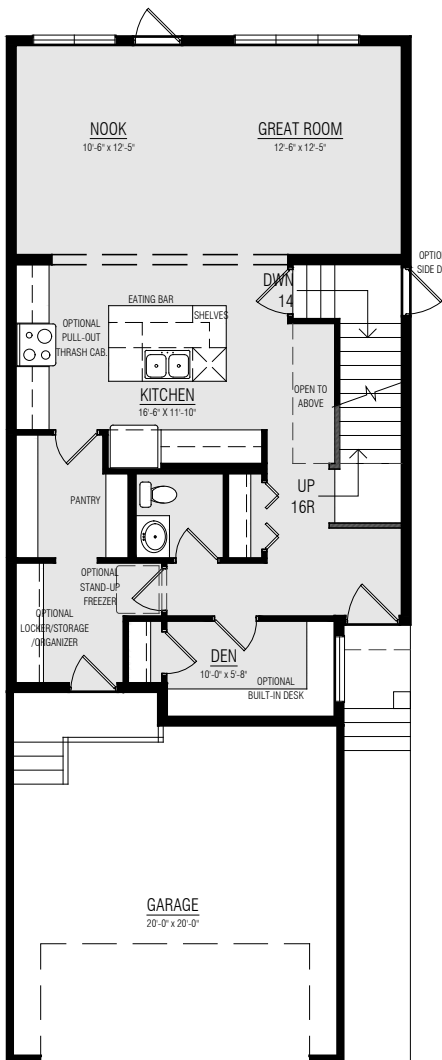 NOOK
10'-6" x 12'-5"
GREAT ROOM
12'-6" x 12'-5"
OPTIO
SIDE D
DWN
14
EATING BAR
SHELVES
OPTIONAL
PULL-OUT
THRASH CAB.
KITCHEN
16'-6" X 11'-10"
OPEN TO
ABOVE
UP
16R
PANTRY
OPTIONAL
STAND-UP
FREEZER
OPTIONAL
LOCKER/STORAGE
/ORGANIZER
DEN
10'-0" x 5'-8"
OPTIONAL
BUILT-IN DESK
GARAGE
20'-0" x 20'-0"